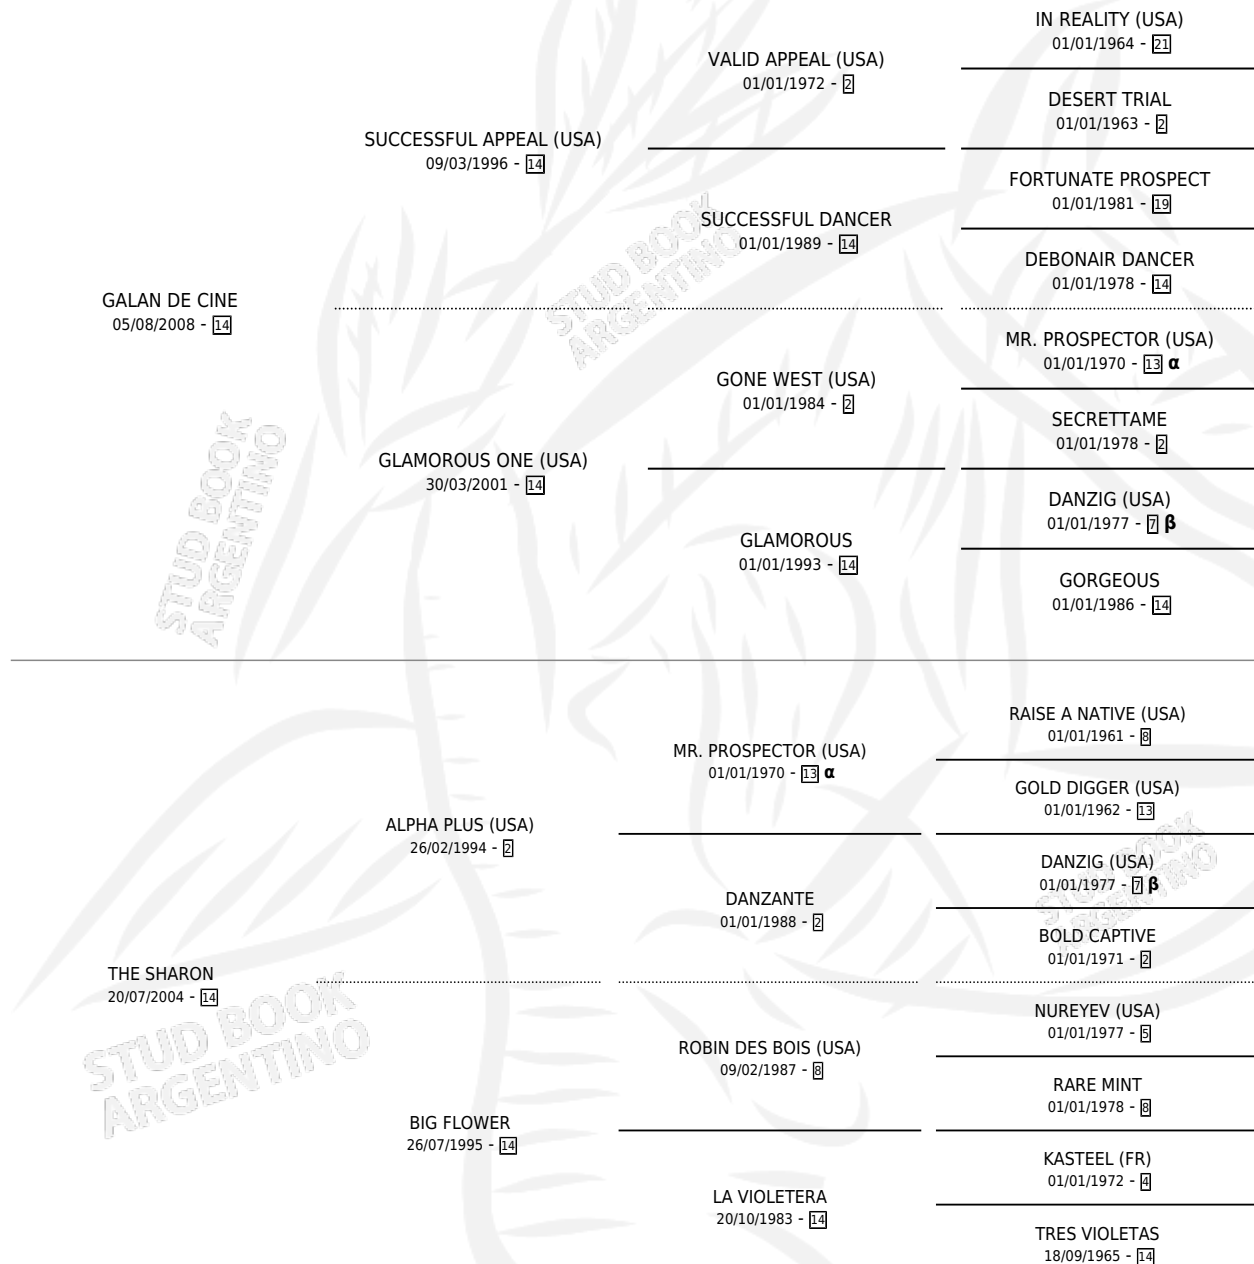 IN REALITY (USA)
01/01/1964 - 21
VALID APPEAL (USA)
01/01/1972 - 2
DESERT TRIAL
01/01/1963 - 2
SUCCESSFUL APPEAL (USA)
09/03/1996 - 14
FORTUNATE PROSPECT
01/01/1981 - 19
SUCCESSFUL DANCER
01/01/1989 - 14
DEBONAIR DANCER
01/01/1978 - 14
GALAN DE CINE
05/08/2008 - 14
MR. PROSPECTOR (USA)
01/01/1970 - 13 α
GONE WEST (USA)
01/01/1984 - 2
SECRETTAME
01/01/1978 - 2
GLAMOROUS ONE (USA)
30/03/2001 - 14
DANZIG (USA)
01/01/1977 - 7 β
GLAMOROUS
01/01/1993 - 14
GORGEOUS
01/01/1986 - 14
RAISE A NATIVE (USA)
01/01/1961 - 8
MR. PROSPECTOR (USA)
01/01/1970 - 13 α
GOLD DIGGER (USA)
01/01/1962 - 13
ALPHA PLUS (USA)
26/02/1994 - 2
DANZIG (USA)
01/01/1977 - 7 β
DANZANTE
01/01/1988 - 2
BOLD CAPTIVE
01/01/1971 - 2
THE SHARON
20/07/2004 - 14
NUREYEV (USA)
01/01/1977 - 5
ROBIN DES BOIS (USA)
09/02/1987 - 8
RARE MINT
01/01/1978 - 8
BIG FLOWER
26/07/1995 - 14
KASTEEL (FR)
01/01/1972 - 4
LA VIOLETERA
20/10/1983 - 14
TRES VIOLETAS
18/09/1965 - 14
STUD BOOK
ARGENTINO
STUD BOOK
ARGENTINO
STUD BOOK
ARGENTINO
STUD BOOK
ARGENTINO